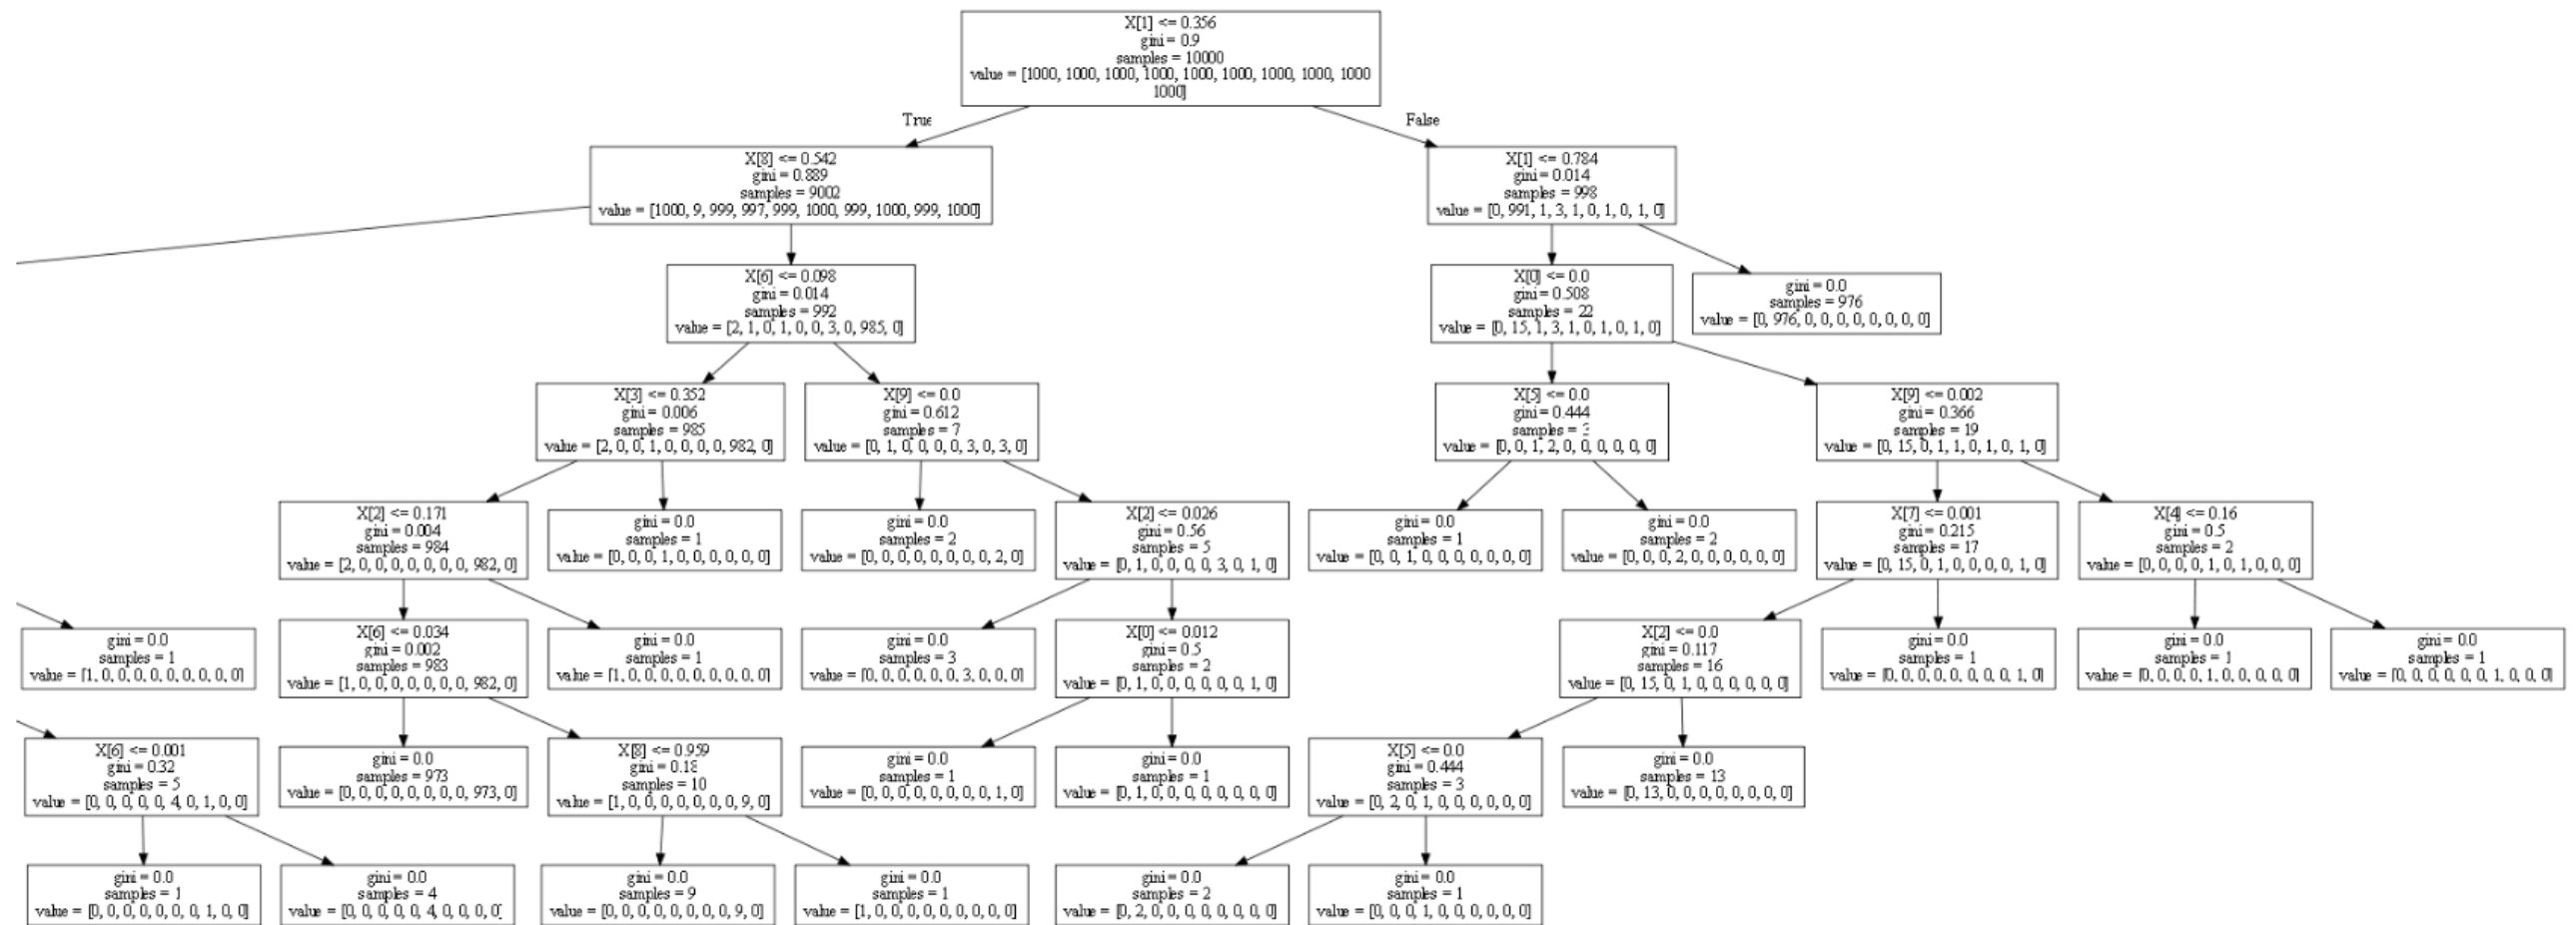 X[1] <= 0.356
gini = 0.9
samples = 10000
value = [1000, 1000, 1000, 1000, 1000, 1000, 1000, 1000, 1000
1000]
True
False
X[8] <= 0.542
gini = 0.889
samples = 9002
value = [1000, 9, 999, 997, 999, 1000, 999, 1000, 999, 1000]
X[1] <= 0.784
gini = 0.014
samples = 998
value = [0, 991, 1, 3, 1, 0, 1, 0, 1, 0]
X[6] <= 0.098
gini = 0.014
samples = 992
value = [2, 1, 0, 1, 0, 0, 3, 0, 985, 0]
X[0] <= 0.0
gini = 0.508
samples = 22
value = [0, 15, 1, 3, 1, 0, 1, 0, 1, 0]
gini = 0.0
samples = 976
value = [0, 976, 0, 0, 0, 0, 0, 0, 0, 0]
X[3] <= 0.352
gini = 0.006
samples = 985
value = [2, 0, 0, 1, 0, 0, 0, 0, 982, 0]
X[9] <= 0.0
gini = 0.612
samples = 7
value = [0, 1, 0, 0, 0, 0, 3, 0, 3, 0]
X[5] <= 0.0
gini = 0.444
samples =
value = [0, 0, 1, 2, 0, 0, 0, 0, 0, 0]
X[9] <= 0.002
gini = 0.366
samples = 19
value = [0, 15, 0, 1, 1, 0, 1, 0, 1, 0]
X[2] <= 0.171
gini = 0.004
samples = 984
value = [2, 0, 0, 0, 0, 0, 0, 0, 982, 0]
gini = 0.0
samples = 1
value = [0, 0, 0, 1, 0, 0, 0, 0, 0, 0]
gini = 0.0
samples = 2
value = [0, 0, 0, 0, 0, 0, 0, 0, 2, 0]
X[2] <= 0.026
gini = 0.56
samples = 5
value = [0, 1, 0, 0, 0, 0, 3, 0, 1, 0]
gini = 0.0
samples = 1
value = [0, 0, 1, 0, 0, 0, 0, 0, 0, 0]
gini = 0.0
samples = 2
value = [0, 0, 0, 2, 0, 0, 0, 0, 0, 0]
X[7] <= 0.001
gini = 0.215
samples = 17
value = [0, 15, 0, 1, 0, 0, 0, 0, 1, 0]
X[4] <= 0.16
gini = 0.5
samples = 2
value = [0, 0, 0, 0, 1, 0, 1, 0, 0, 0]
gini = 0.0
samples = 1
value = [1, 0, 0, 0, 0, 0, 0, 0, 0, 0]
X[6] <= 0.034
gini = 0.002
samples = 983
value = [1, 0, 0, 0, 0, 0, 0, 0, 982, 0]
gini = 0.0
samples = 1
value = [1, 0, 0, 0, 0, 0, 0, 0, 0, 0]
gini = 0.0
samples = 3
value = [0, 0, 0, 0, 0, 0, 3, 0, 0, 0]
X[0] <= 0.012
gini = 0.5
samples = 2
value = [0, 1, 0, 0, 0, 0, 0, 0, 1, 0]
X[2] <= 0.0
gini = 0.117
samples = 16
value = [0, 15, 0, 1, 0, 0, 0, 0, 0, 0]
gini = 0.0
samples = 1
value = [0, 0, 0, 0, 0, 0, 0, 0, 1, 0]
gini = 0.0
samples = 1
value = [0, 0, 0, 0, 1, 0, 0, 0, 0, 0]
gini = 0.0
samples = 1
value = [0, 0, 0, 0, 0, 0, 1, 0, 0, 0]
X[6] <= 0.001
gini = 0.32
samples = 5
value = [0, 0, 0, 0, 0, 4, 0, 1, 0, 0]
gini = 0.0
samples = 973
value = [0, 0, 0, 0, 0, 0, 0, 0, 973, 0]
X[8] <= 0.959
gini = 0.18
samples = 10
value = [1, 0, 0, 0, 0, 0, 0, 0, 9, 0]
gini = 0.0
samples = 1
value = [0, 0, 0, 0, 0, 0, 0, 0, 1, 0]
gini = 0.0
samples = 1
value = [0, 1, 0, 0, 0, 0, 0, 0, 0, 0]
X[5] <= 0.0
gini = 0.444
samples = 3
value = [0, 2, 0, 1, 0, 0, 0, 0, 0, 0]
gini = 0.0
samples = 13
value = [0, 13, 0, 0, 0, 0, 0, 0, 0, 0]
gini = 0.0
samples = 1
value = [0, 0, 0, 0, 0, 0, 0, 1, 0, 0]
gini = 0.0
samples = 4
value = [0, 0, 0, 0, 0, 4, 0, 0, 0, 0]
gini = 0.0
samples = 9
value = [0, 0, 0, 0, 0, 0, 0, 0, 9, 0]
gini = 0.0
samples = 1
value = [1, 0, 0, 0, 0, 0, 0, 0, 0, 0]
gini = 0.0
samples = 2
value = [0, 2, 0, 0, 0, 0, 0, 0, 0, 0]
gini = 0.0
samples = 1
value = [0, 0, 0, 1, 0, 0, 0, 0, 0, 0]